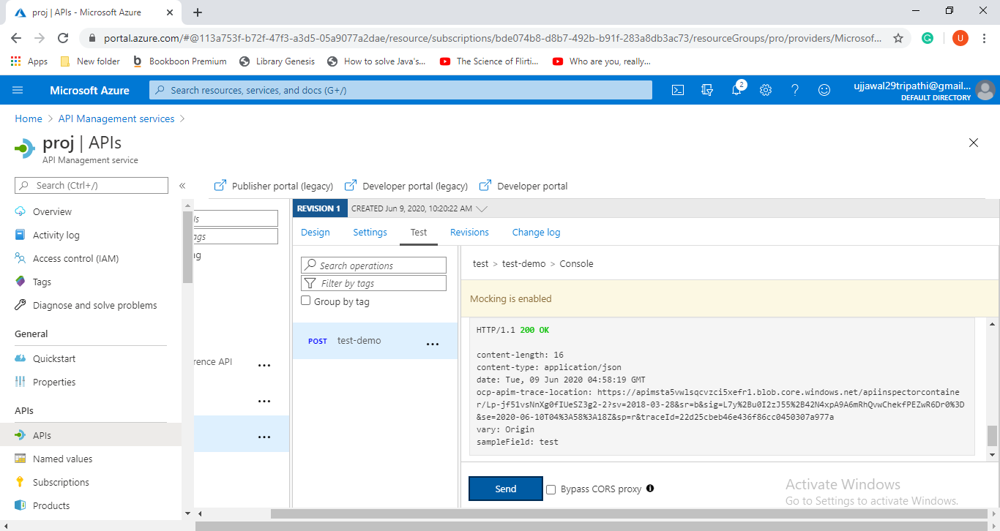 proj | APIs - Microsoft Azure
portal.azure.com/#@113a753f-b72f-47f3-a3d5-05a9077a2dae/resource/subscriptions/bde074b8-d8b7-492b-b91f-283a8db3ac73/resourceGroups/pro/providers/Microsof...
U
Apps
New folder
Bookboon Premium
Library Genesis
How to solve Java's...
The Science of Flirti...
Who are you, really...
Microsoft Azure
Search resources, services, and docs (G+/)
2
ujjawal29tripathi@gmail...
DEFAULT DIRECTORY
Home > API Management services >
proj | APIs
API Management service
Search (Ctrl+/)
«
Publisher portal (legacy)
Developer portal (legacy)
Developer portal
Overview
Activity log
Access control (IAM)
Tags
Diagnose and solve problems
General
Quickstart
Properties
APIs
APIs
Named values
Subscriptions
Products
ls
ags
ag
rence API
...
...
...
REVISION 1
CREATED Jun 9, 2020, 10:20:22 AM
Design
Settings
Test
Revisions
Change log
Search operations
Filter by tags
Group by tag
POST test-demo ...
test > test-demo > Console
Mocking is enabled
HTTP/1.1 200 OK
content-length: 16
content-type: application/json
date: Tue, 09 Jun 2020 04:58:19 GMT
ocp-apim-trace-location: https://apimsta5vwlsqcvzci5xefr1.blob.core.windows.net/apiinspectorcontaine
r/Lp-jf51vsNnXg0fIUeSZ3g2-2?sv=2018-03-28&sr=b&sig=L7y%2Bu0I2zJ55%2B42N4xpA9A6mRhQvwChekfPEZwR6Dr0%3D
&se=2020-06-10T04%3A58%3A18Z&sp=r&traceId=22d25cbeb46e436f86cc0450307a977a
vary: Origin
sampleField: test
Send
Bypass CORS proxy
Activate Windows
Go to Settings to activate Windows.